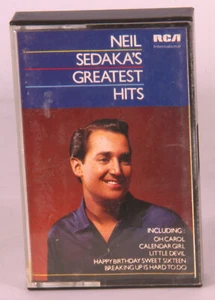 NEIL
SEDAKA'S
GREATEST
HITS
RCA
International
INCLUDING:
OH CAROL
CALENDAR GIRL
LITTLE DEVIL
HAPPY BIRTHDAY SWEET SIXTEEN
BREAKING UP IS HARD TO DO